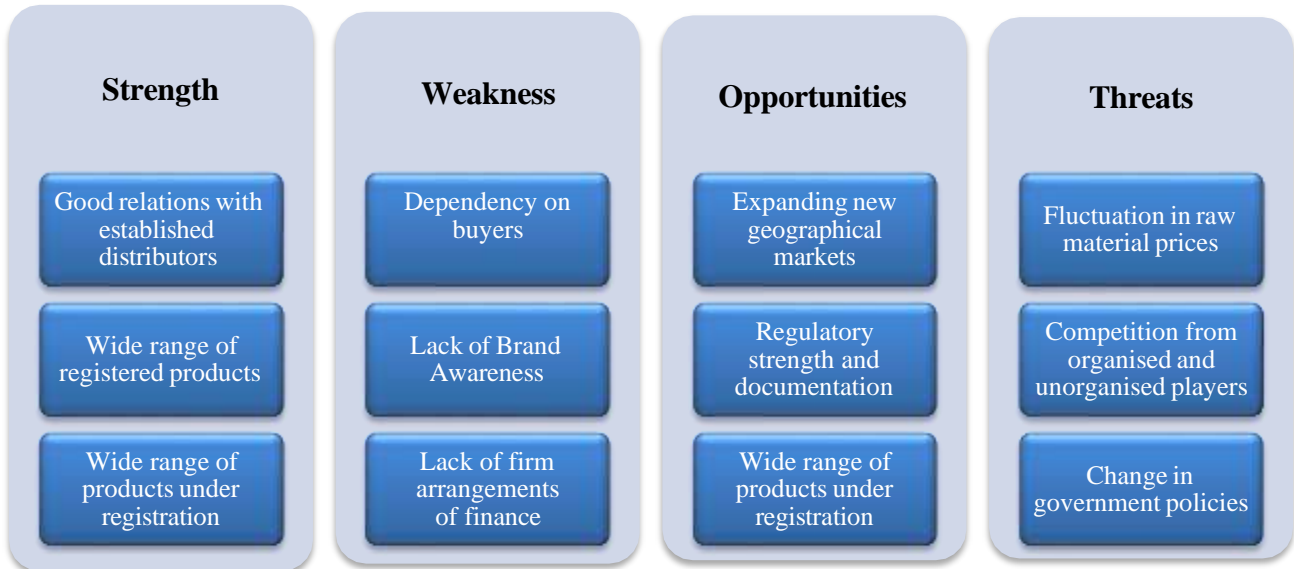 Strength
Good relations with
established
distributors
Wide range of
registered products
Wide range of
products under
registration
Weakness
Dependency on
buyers
Lack of Brand
Awareness
Lack of firm
arrangements
of finance
Opportunities
Expanding new
geographical
markets
Regulatory
strength and
documentation
Wide range of
products under
registration
Threats
Fluctuation in raw
material prices
Competition from
organised and
unorganised players
Change in
government policies